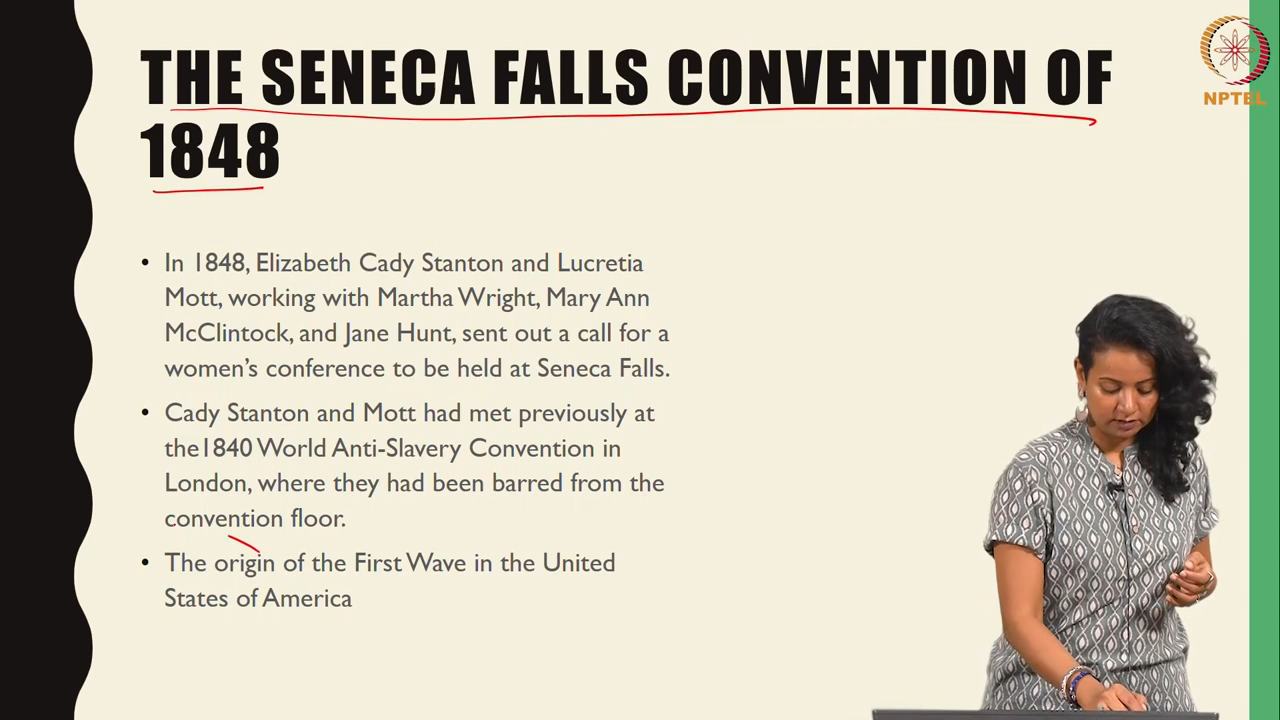 THE SENECA FALLS CONVENTION OF
1848
NPTEL
• In 1848, Elizabeth Cady Stanton and Lucretia
Mott, working with Martha Wright, Mary Ann
McClintock, and Jane Hunt, sent out a call for a
women's conference to be held at Seneca Falls.
• Cady Stanton and Mott had met previously at
the1840 World Anti-Slavery Convention in
London, where they had been barred from the
convention floor.
• The origin of the First Wave in the United
States of America